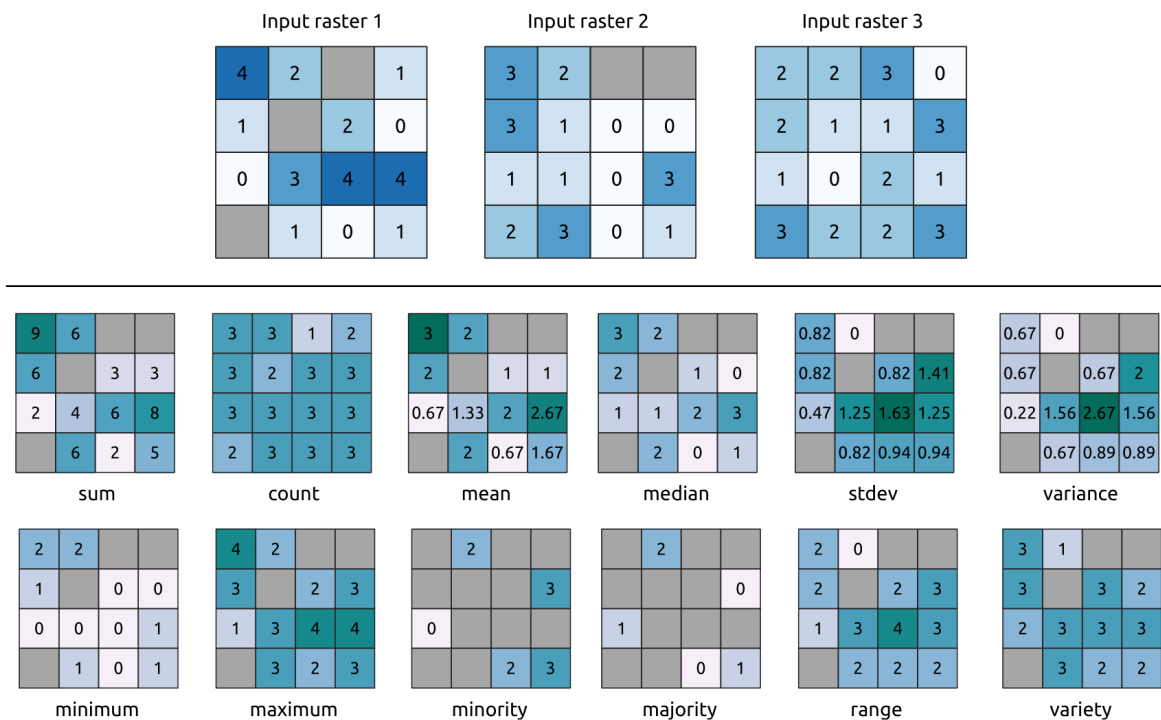 Input raster 1 Input raster 2 Input raster 3
4 2 1 3 2 2 2 3 0
1 2 0 3 1 0 0 2 1 1 3
0 3 4 4 1 1 0 3 1 0 2 1
1 0 1 2 3 0 1 3 2 2 3
9 6 3 3 1 2 3 2 3 2 0.82 0 0.67 0
6 3 3 3 2 3 3 2 1 1 2 1 0 0.82 0.82 1.41 0.67 0.67 2
2 4 6 8 3 3 3 3 0.67 1.33 2 2.67 1 1 2 3 0.47 1.25 1.63 1.25 0.22 1.56 2.67 1.56
6 2 5 2 3 3 3 2 0.67 1.67 2 0 1 0.82 0.94 0.94 0.67 0.89 0.89
sum count mean median stdev variance
2 2 4 2 2 2 2 0 3 1
1 0 0 3 2 3 3 0 2 2 3 3 3 2
0 0 0 1 1 3 4 4 0 1 1 3 4 3 2 3 3 3
1 0 1 3 2 3 2 3 0 1 2 2 2 3 2 2
minimum maximum minority majority range variety